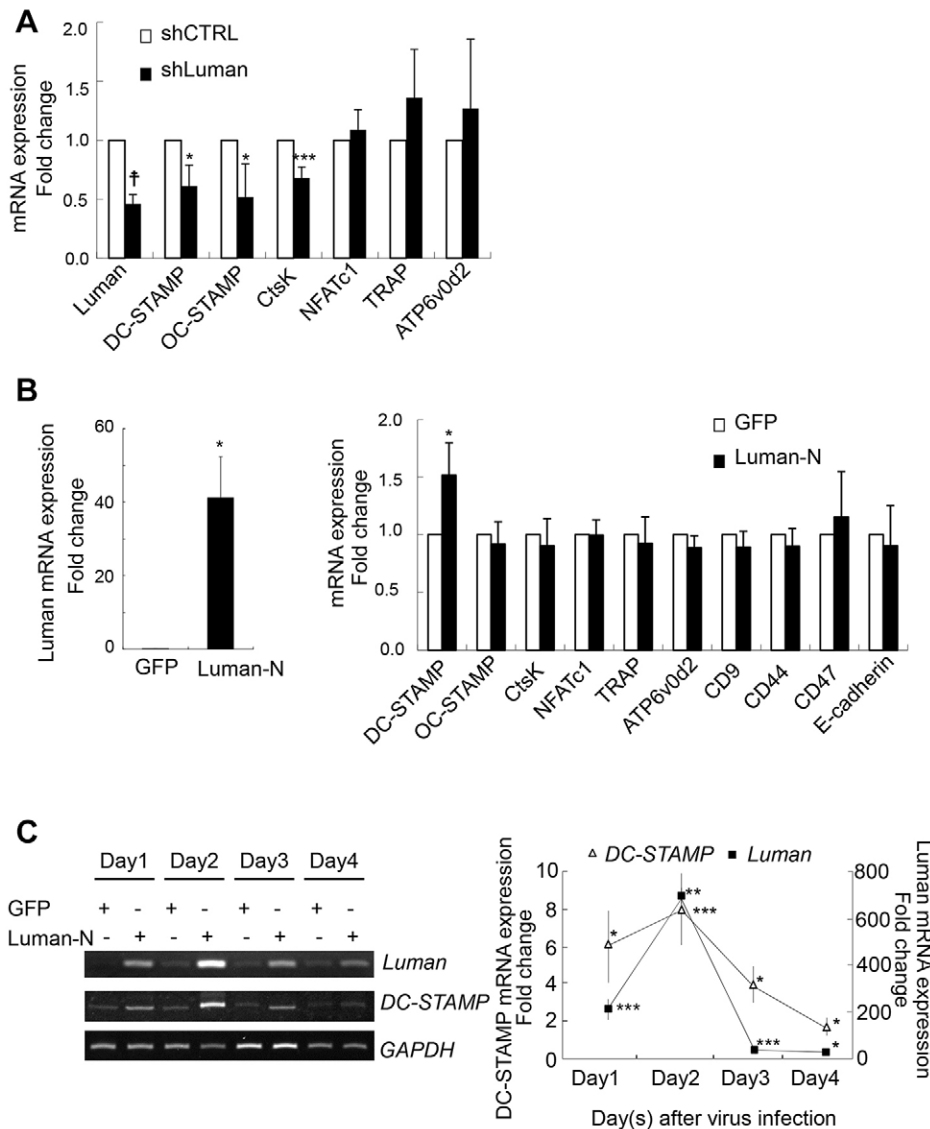 A
2.0
1.5
1.0
0.5
0.0
mRNA expression
Fold change
shCTRL
shLuman
☨
*
*
***
Luman
DC-STAMP
OC-STAMP
CtsK
NFATc1
TRAP
ATP6v0d2
B
60
40
20
0
Luman mRNA expression
Fold change
*
GFP
Luman-N
2.0
1.5
1.0
0.5
0.0
mRNA expression
Fold change
GFP
Luman-N
*
DC-STAMP
OC-STAMP
CtsK
NFATc1
TRAP
ATP6v0d2
CD9
CD44
CD47
E-cadherin
C
Day1 Day2 Day3 Day4
GFP + - + - + - + -
Luman-N - + - + - + - +
Luman
DC-STAMP
GAPDH
DC-STAMP Luman
10
8
6
4
2
0
DC-STAMP mRNA expression
Fold change
800
600
400
200
0
Luman mRNA expression
Fold change
*
***
**
***
*
***
*
*
Day1 Day2 Day3 Day4
Day(s) after virus infection